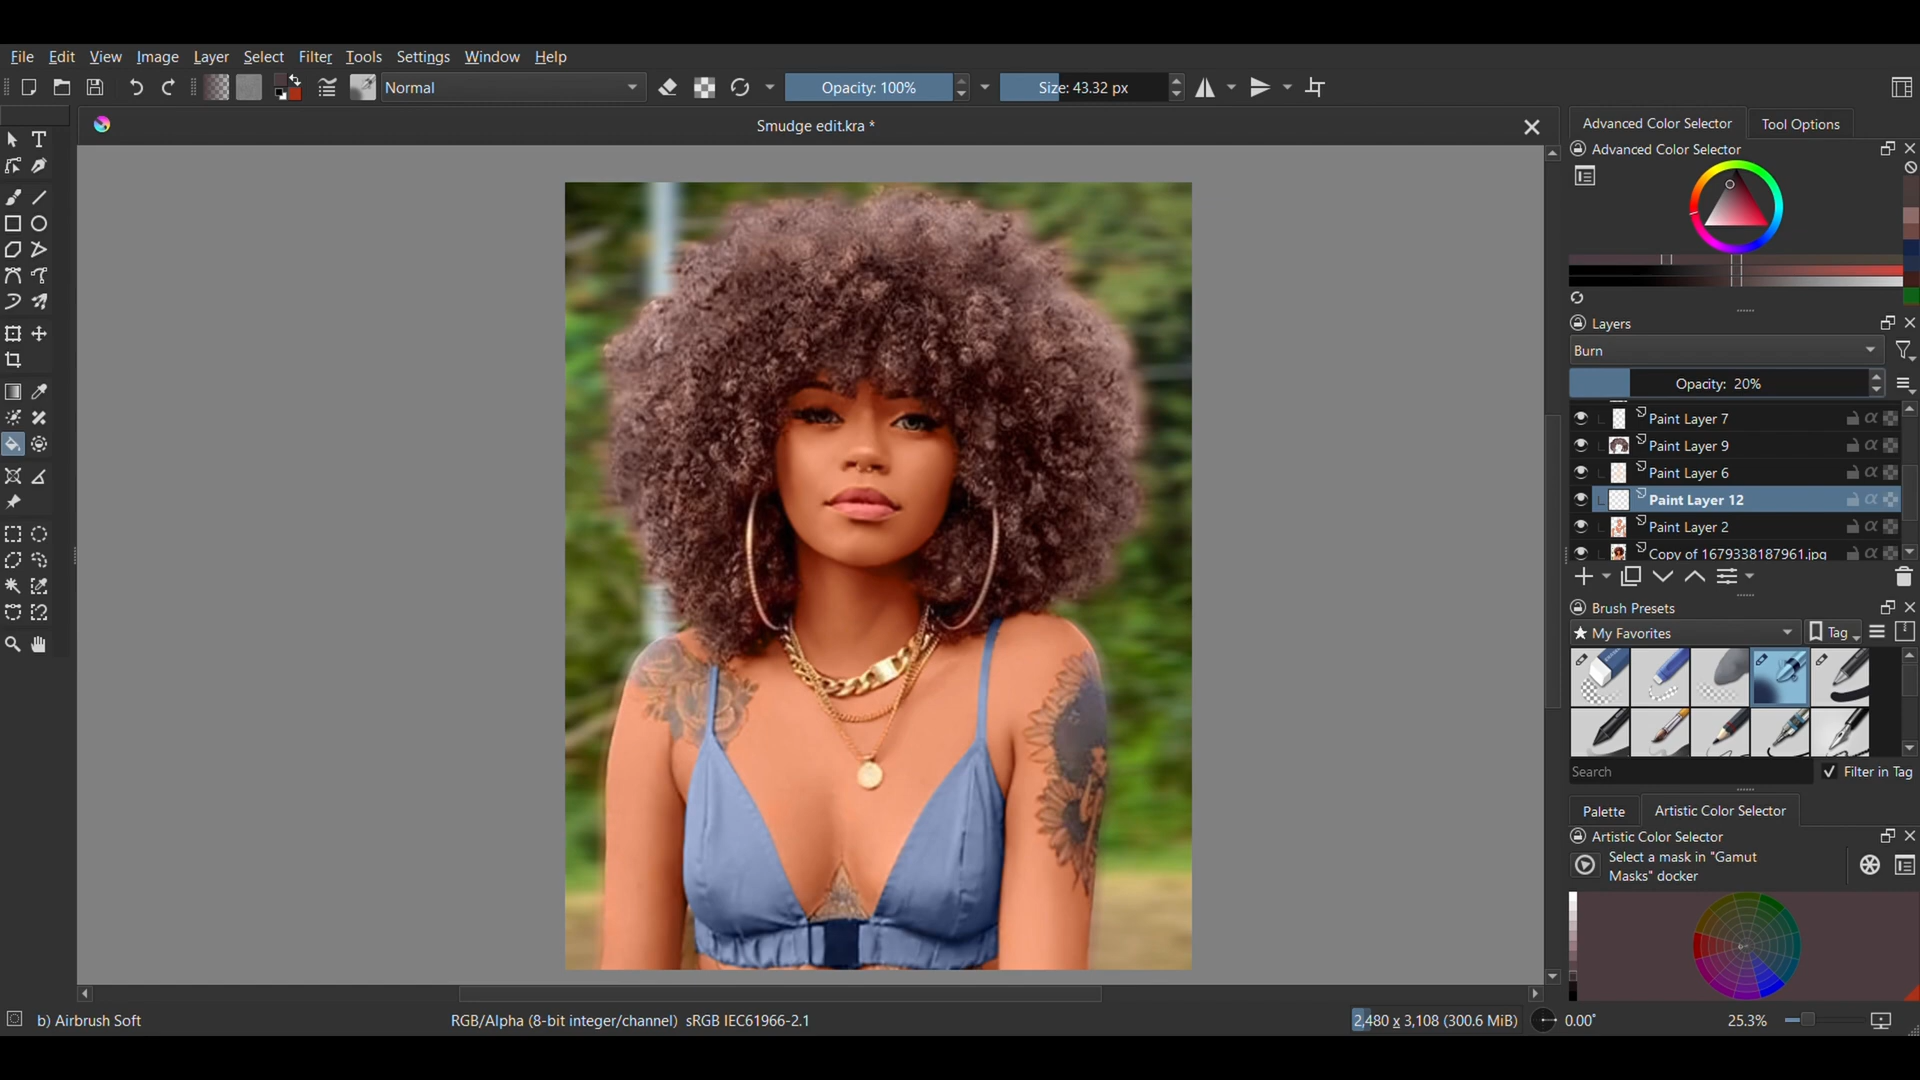 File Edit View Image Layer Select Filter Tools Settings Window Help
Normal Opacity: 100% Size: 43.32 px
Smudge edit.kra *
Advanced Color Selector Tool Options
Advanced Color Selector
Layers
Burn
Opacity: 20%
Paint Layer 7
Paint Layer 9
Paint Layer 6
Paint Layer 12
Paint Layer 2
Copy of 1679338187961.jpg
Brush Presets
★ My Favorites Tag
Search Filter in Tag
Palette Artistic Color Selector
Artistic Color Selector
Select a mask in "Gamut
Masks" docker
b) Airbrush Soft RGB/Alpha (8-bit integer/channel) sRGB IEC61966-2.1 2,480 x 3,108 (300.6 MiB) 0.00° 25.3%